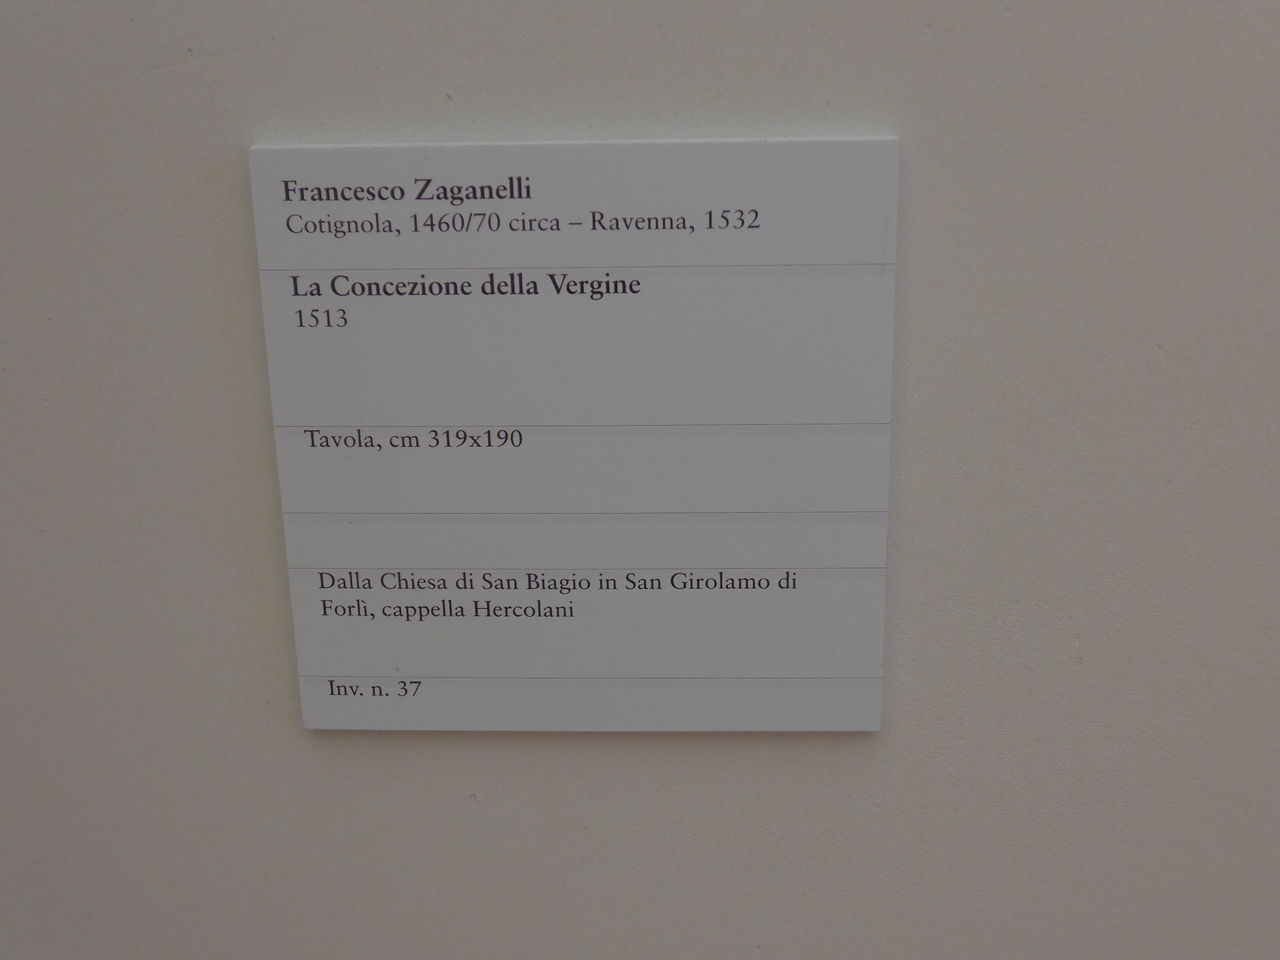 Francesco Zaganelli
Cotignola, 1460/70 circa – Ravenna, 1532
La Concezione della Vergine
1513
Tavola, cm 319x190
Dalla Chiesa di San Biagio in San Girolamo di
Forlì, cappella Hercolani
Inv. n. 37